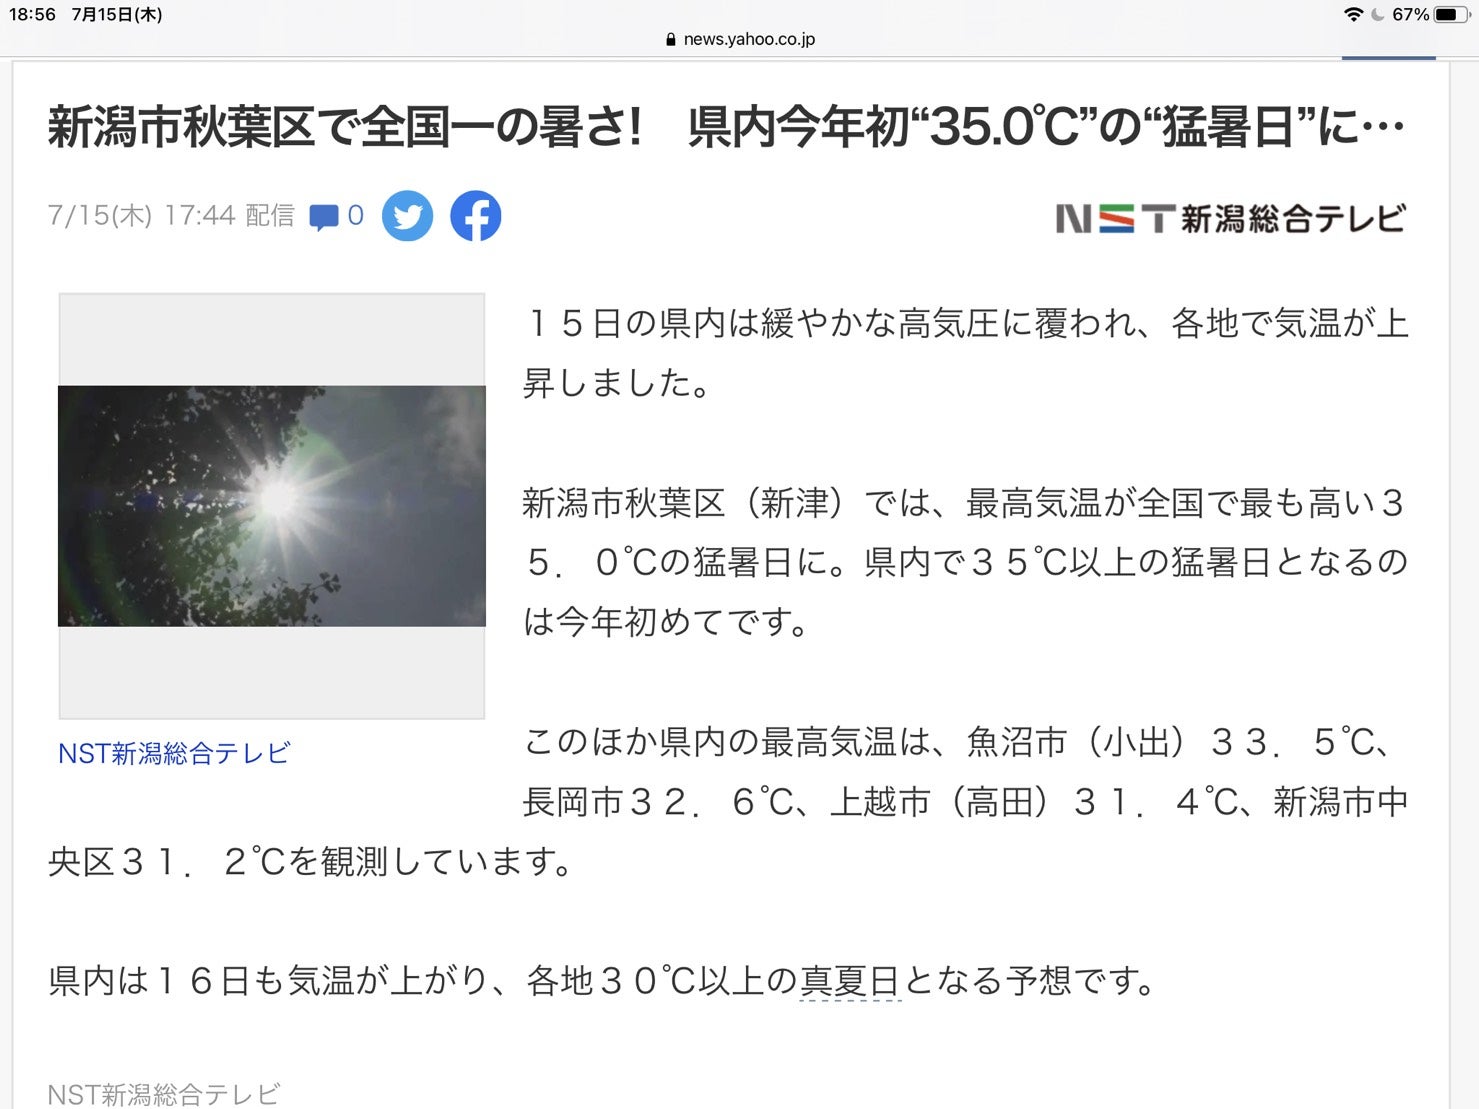 18:56 7月15日(木)
67%
news.yahoo.co.jp
新潟市秋葉区で全国一の暑さ!　県内今年初“35.0℃”の“猛暑日”に…
7/15(木) 17:44 配信 0
NST新潟総合テレビ
１５日の県内は緩やかな高気圧に覆われ、各地で気温が上
昇しました。
新潟市秋葉区（新津）では、最高気温が全国で最も高い３
５．０℃の猛暑日に。県内で３５℃以上の猛暑日となるの
は今年初めてです。
NST新潟総合テレビ
このほか県内の最高気温は、魚沼市（小出）３３．５℃、
長岡市３２．６℃、上越市（高田）３１．４℃、新潟市中
央区３１．２℃を観測しています。
県内は１６日も気温が上がり、各地３０℃以上の真夏日となる予想です。
NST新潟総合テレビ